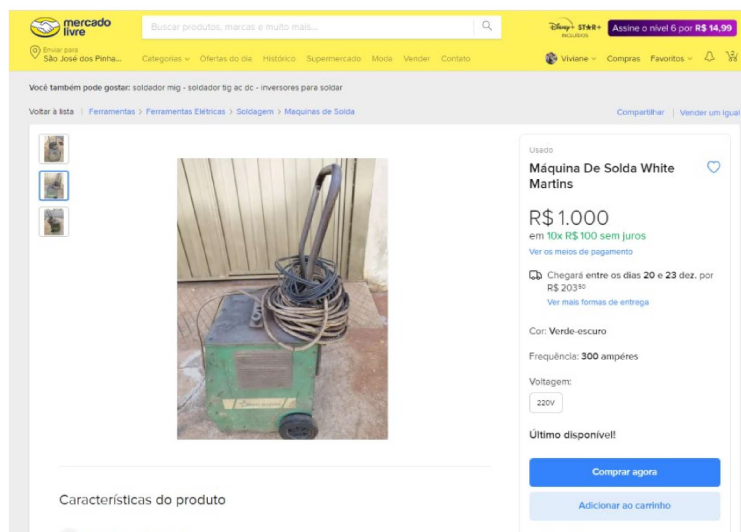 mercado
livre
Buscar produtos, marcas e muito mais...
Disney+ STAR+
INCLUÍDOS
Assine o nível 6 por R$ 14,99
Enviar para
São José dos Pinha...
Categorias
Ofertas do dia
Histórico
Supermercado
Moda
Vender
Contato
Viviane
Compras
Favoritos
Você também pode gostar: soldador mig - soldador tig ac dc - inversores para soldar
Voltar à lista | Ferramentas > Ferramentas Elétricas > Soldagem > Maquinas de Solda
Compartilhar | Vender um igual
Usado
Máquina De Solda White
Martins
R$ 1.000
em 10x R$ 100 sem juros
Ver os meios de pagamento
Chegará entre os dias 20 e 23 dez. por
R$ 203⁹⁰
Ver mais formas de entrega
Cor: Verde-escuro
Frequência: 300 ampéres
Voltagem:
220V
Último disponível!
Comprar agora
Adicionar ao carrinho
Características do produto